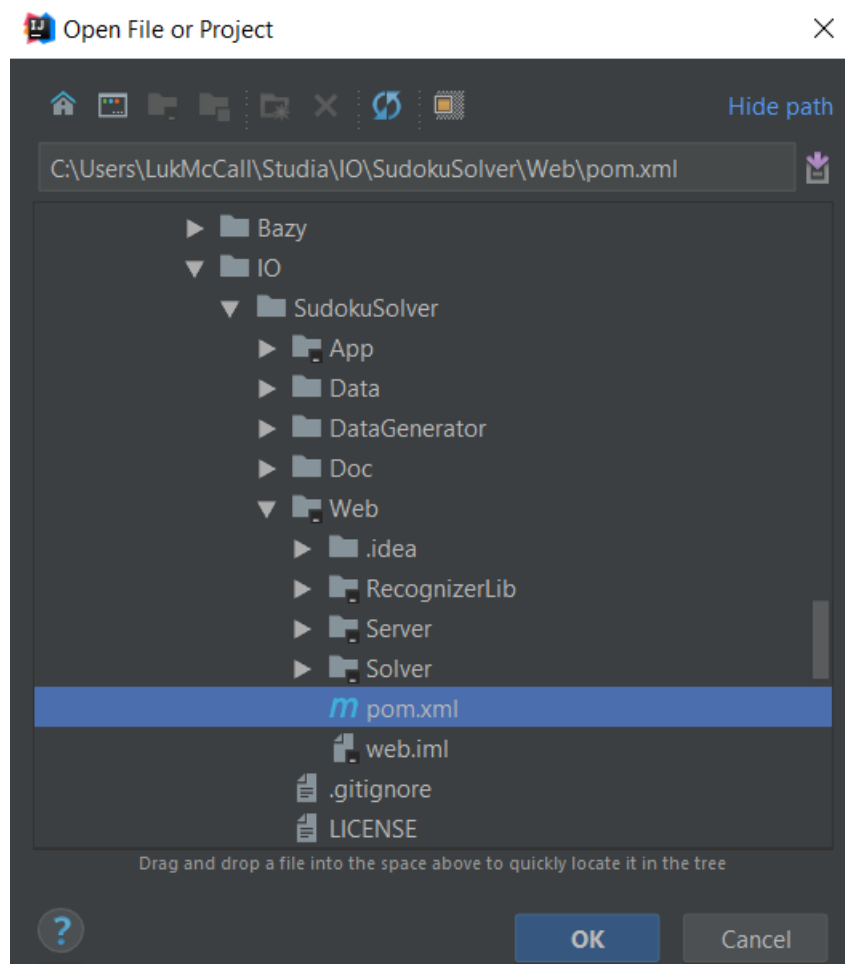 Open File or Project
Hide path
C:\Users\LukMcCall\Studia\IO\SudokuSolver\Web\pom.xml
Bazy
IO
SudokuSolver
App
Data
DataGenerator
Doc
Web
.idea
RecognizerLib
Server
Solver
m pom.xml
web.iml
.gitignore
LICENSE
Drag and drop a file into the space above to quickly locate it in the tree
? OK Cancel